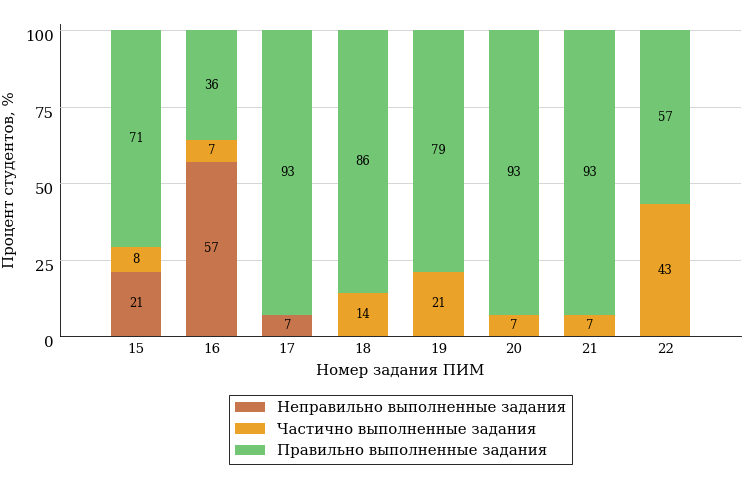 Процент студентов, %
100
75
50
25
0
71 8 21
36 7 57
93 7
86 14
79 21
93 7
93 7
57 43
15 16 17 18 19 20 21 22
Номер задания ПИМ
Неправильно выполненные задания
Частично выполненные задания
Правильно выполненные задания